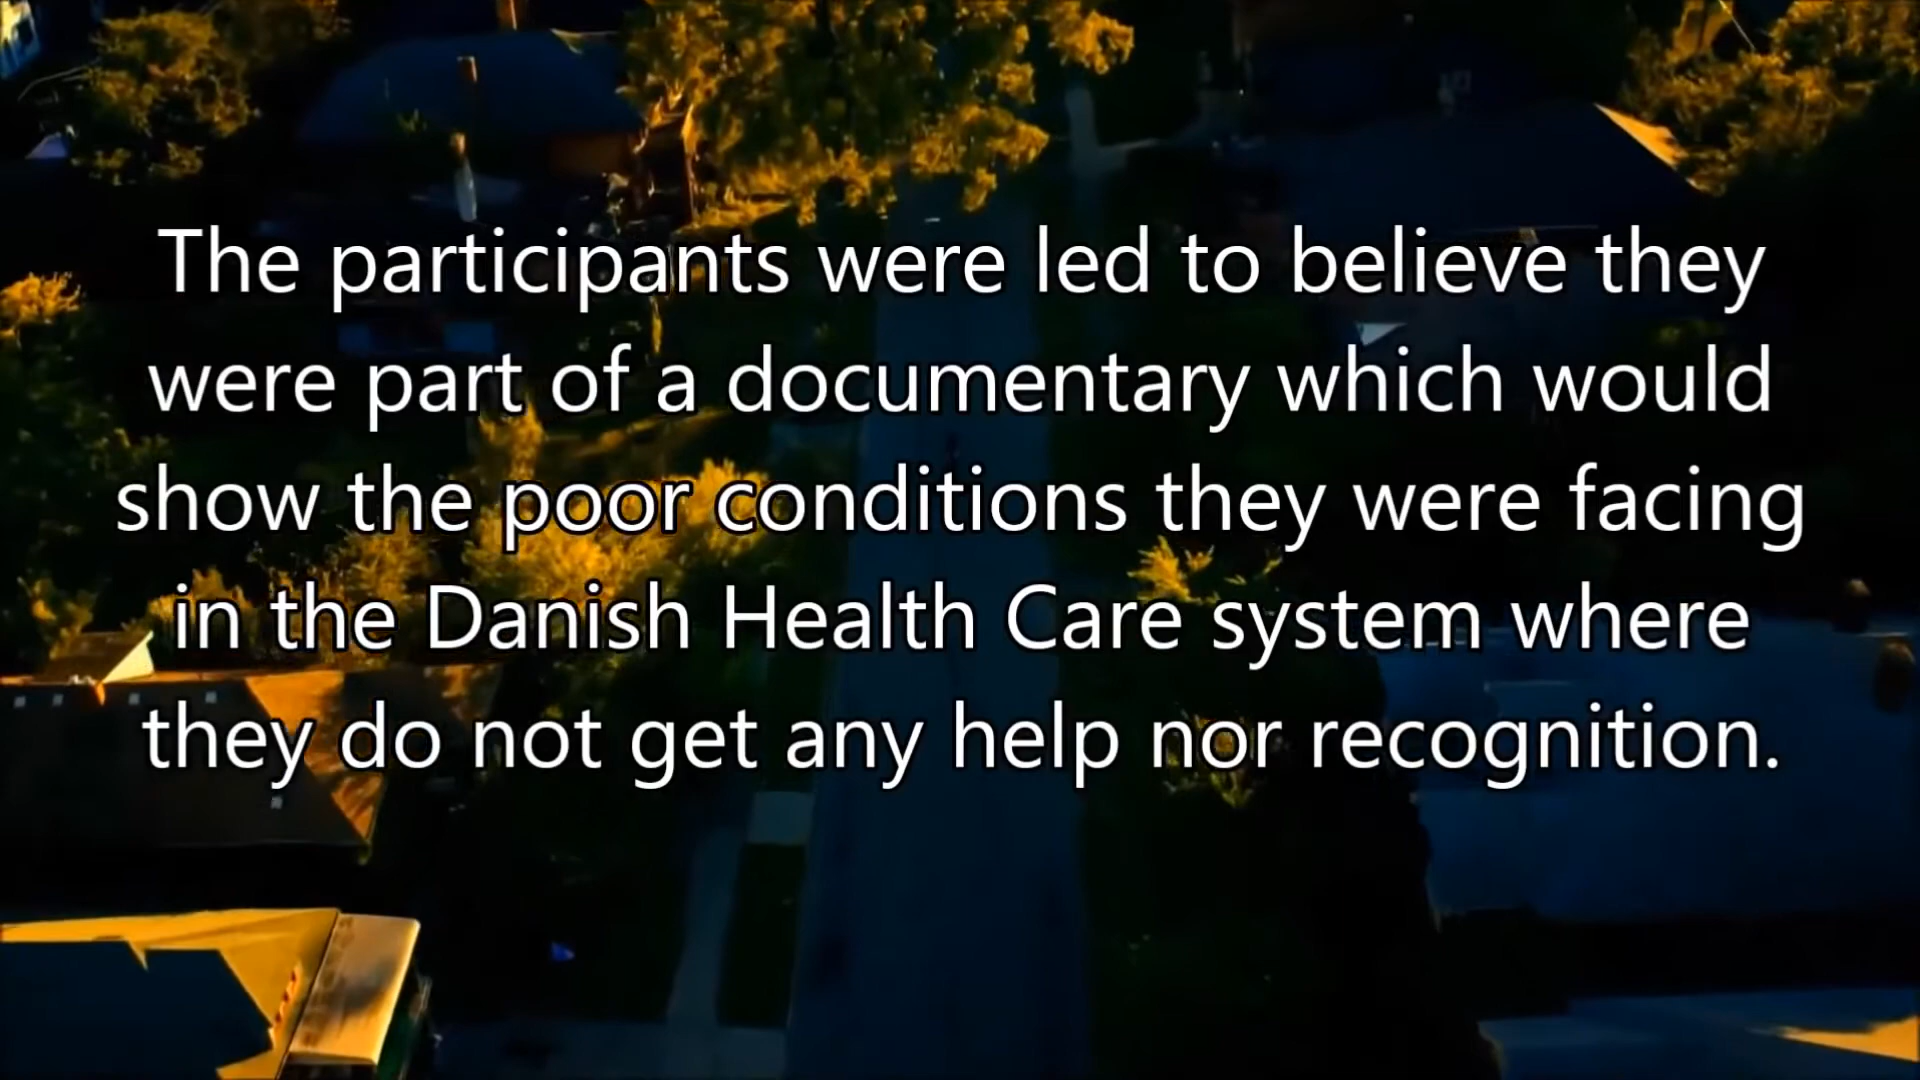 The participants were led to believe they
were part of a documentary which would
show the poor conditions they were facing
in the Danish Health Care system where
they do not get any help nor recognition.